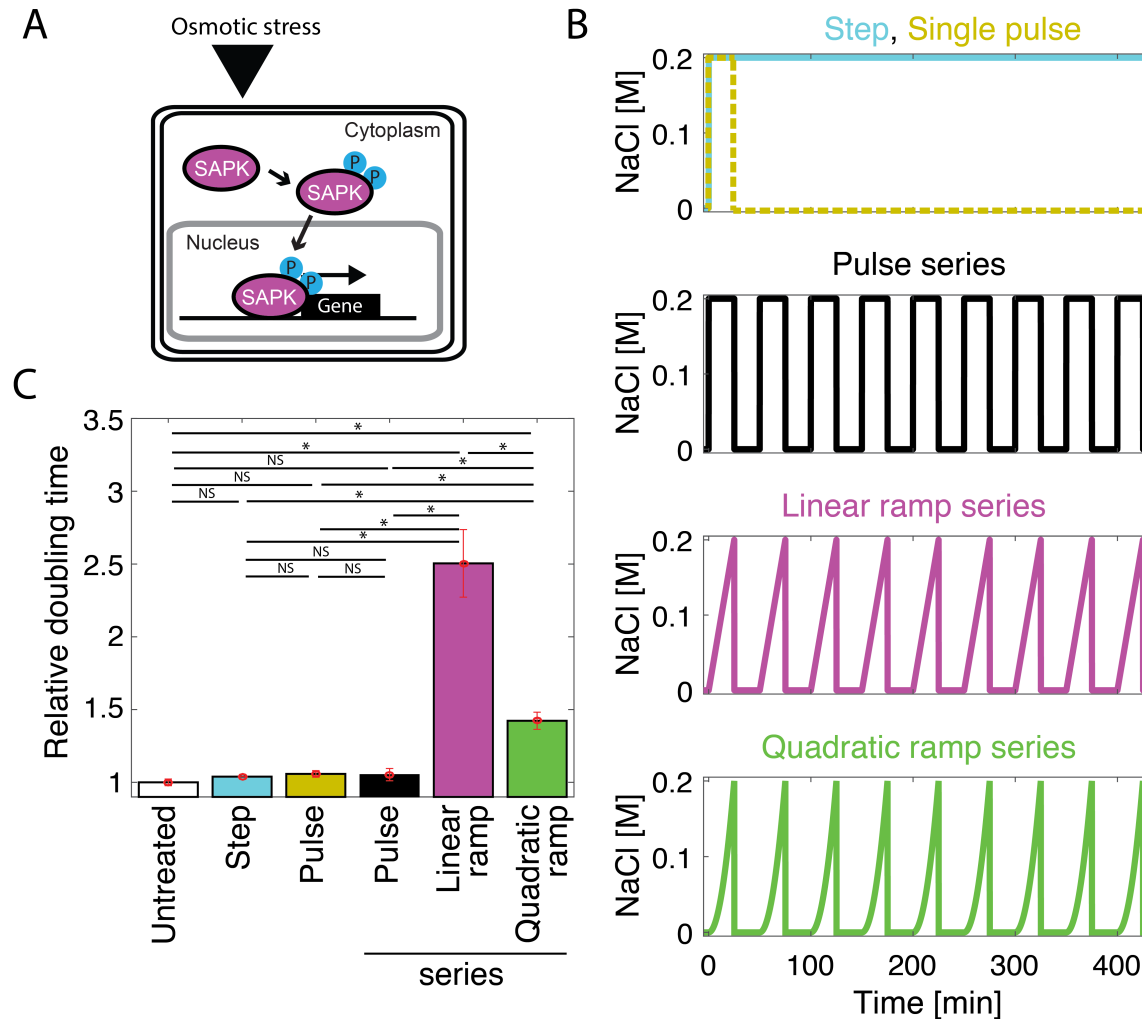 A
Osmotic stress
Cytoplasm
SAPK
P
P
SAPK
Nucleus
P
P
SAPK
Gene
B
Step, Single pulse
NaCl [M]
0.2
0.1
0
Pulse series
NaCl [M]
0.2
0.1
0
Linear ramp series
NaCl [M]
0.2
0.1
0
Quadratic ramp series
NaCl [M]
0.2
0.1
0
0 100 200 300 400
Time [min]
C
Relative doubling time
3.5
3
2.5
2
1.5
1
*
*
*
NS
*
NS
*
NS
*
*
*
*
NS
NS
NS
Untreated
Step
Pulse
Pulse
Linear
ramp
Quadratic
ramp
series